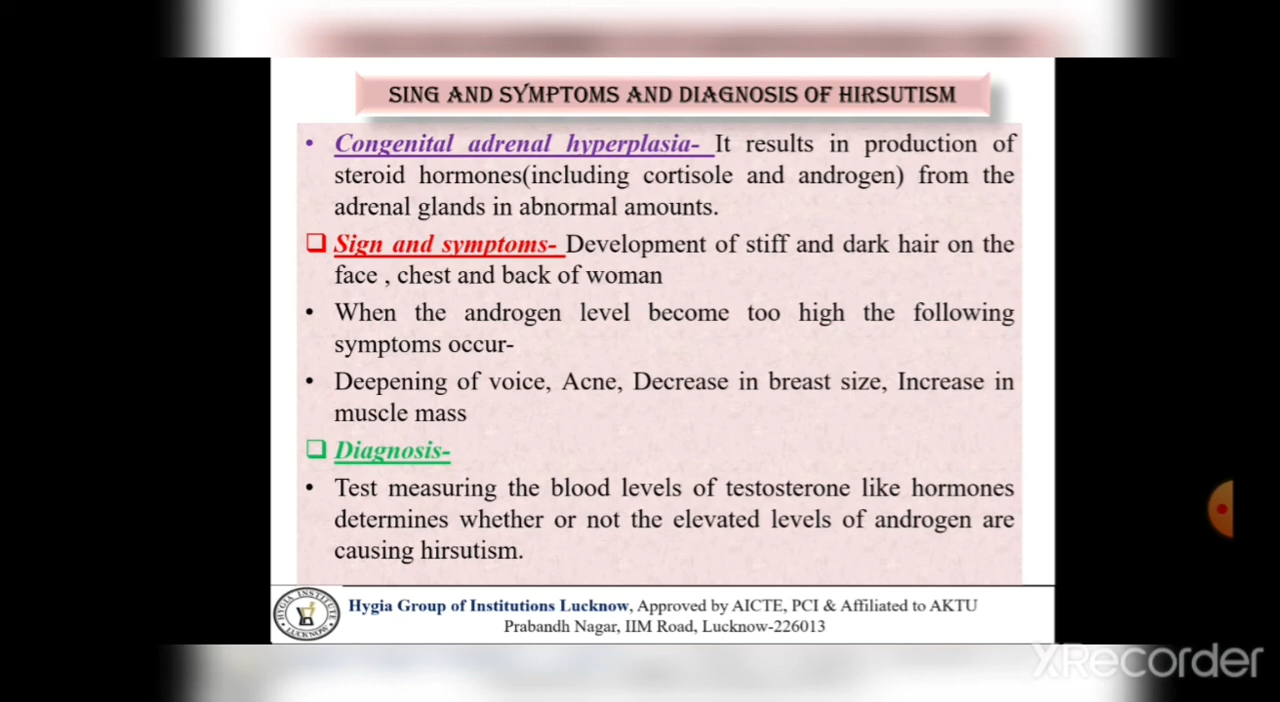 SING AND SYMPTOMS AND DIAGNOSIS OF HIRSUTISM
• Congenital adrenal hyperplasia- It results in production of
steroid hormones(including cortisole and androgen) from the
adrenal glands in abnormal amounts.
❑ Sign and symptoms- Development of stiff and dark hair on the
face , chest and back of woman
• When the androgen level become too high the following
symptoms occur-
• Deepening of voice, Acne, Decrease in breast size, Increase in
muscle mass
❑ Diagnosis-
• Test measuring the blood levels of testosterone like hormones
determines whether or not the elevated levels of androgen are
causing hirsutism.
HYGIA INSTITUTE
LUCKNOW
Hygia Group of Institutions Lucknow, Approved by AICTE, PCI & Affiliated to AKTU
Prabandh Nagar, IIM Road, Lucknow-226013
XRecorder